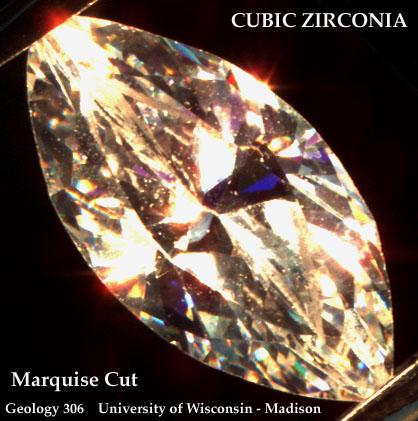 CUBIC ZIRCONIA
Marquise Cut
Geology 306 University of Wisconsin - Madison